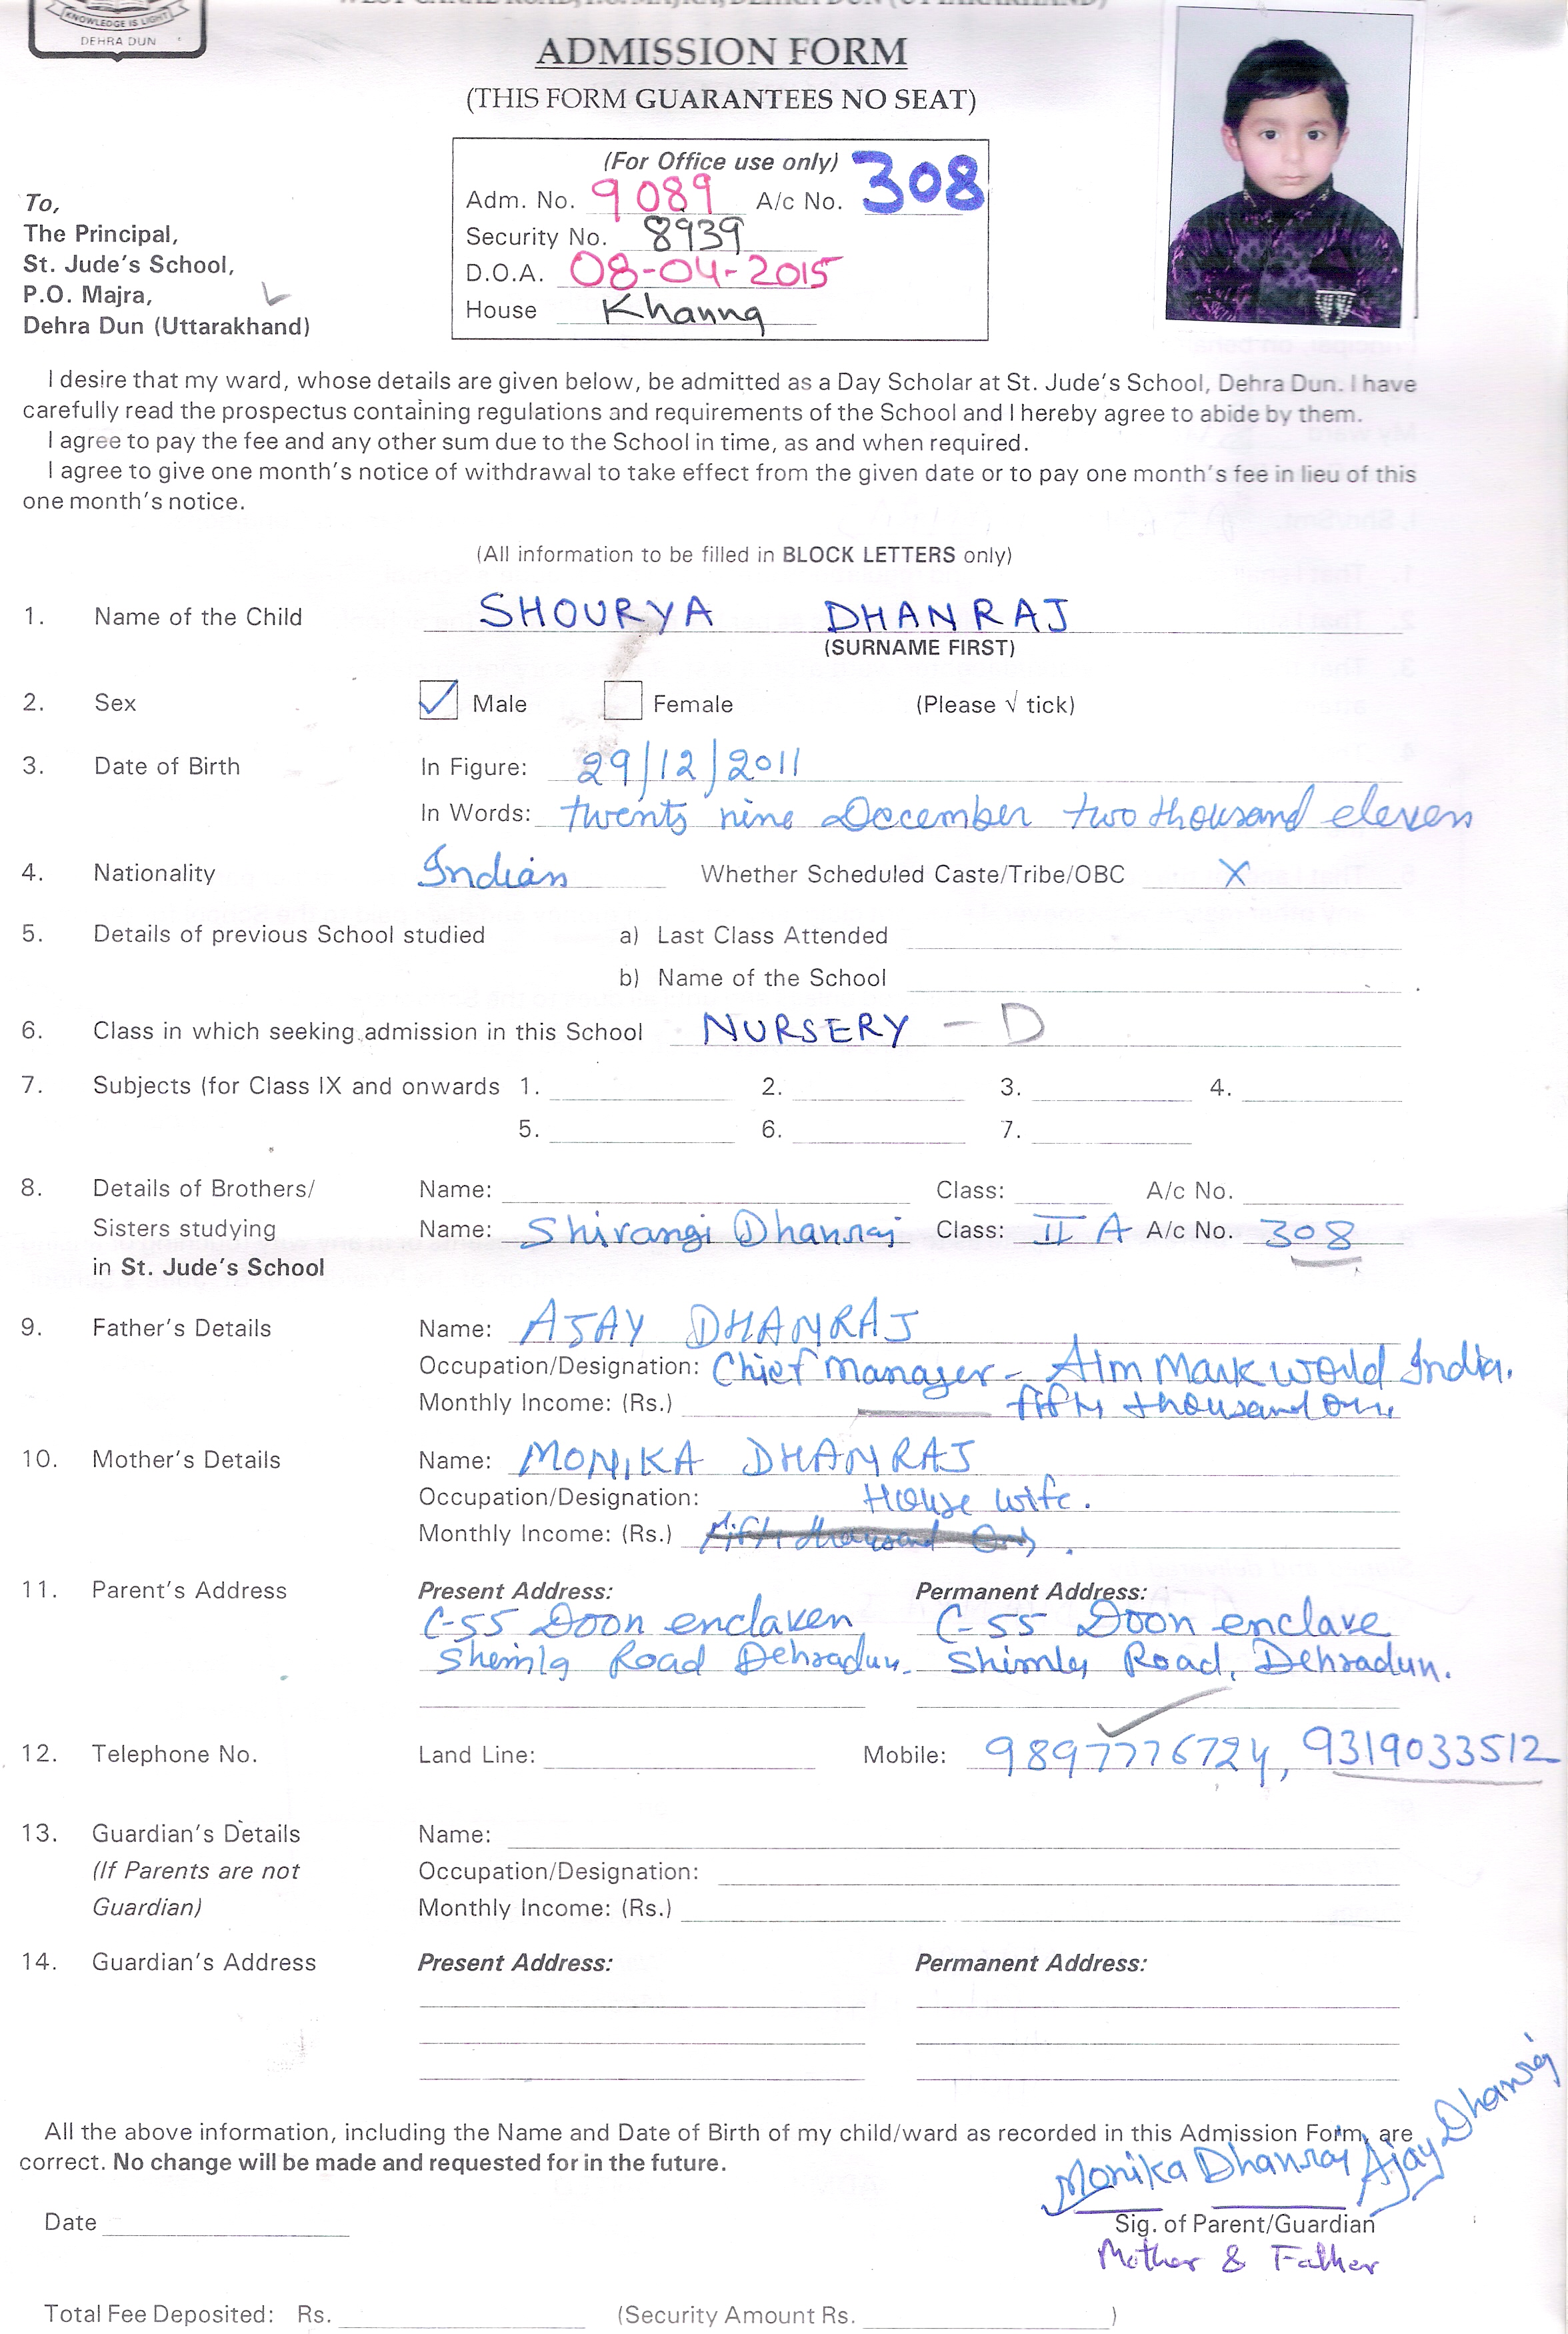 KNOWLEDGE IS LIGHT
DEHRA DUN
ADMISSION FORM
(THIS FORM GUARANTEES NO SEAT)
(For Office use only)
Adm. No. 9089 A/c No. 308
Security No. 8939
D.O.A. 08-04-2015
House Khanna
To,
The Principal,
St. Jude's School,
P.O. Majra,
Dehra Dun (Uttarakhand)
I desire that my ward, whose details are given below, be admitted as a Day Scholar at St. Jude's School, Dehra Dun. I have
carefully read the prospectus containing regulations and requirements of the School and I hereby agree to abide by them.
I agree to pay the fee and any other sum due to the School in time, as and when required.
I agree to give one month's notice of withdrawal to take effect from the given date or to pay one month's fee in lieu of this
one month's notice.
(All information to be filled in BLOCK LETTERS only)
1. Name of the Child SHOURYA DHANRAJ
(SURNAME FIRST)
2. Sex ✓ Male Female (Please √ tick)
3. Date of Birth In Figure: 29/12/2011
In Words: twenty nine December two thousand eleven
4. Nationality Indian Whether Scheduled Caste/Tribe/OBC X
5. Details of previous School studied a) Last Class Attended
b) Name of the School
6. Class in which seeking admission in this School NURSERY - D
7. Subjects (for Class IX and onwards 1. 2. 3. 4.
5. 6. 7.
8. Details of Brothers/ Name: Class: A/c No.
Sisters studying Name: Shivangi Dhanraj Class: II A A/c No. 308
in St. Jude's School
9. Father's Details Name: AJAY DHANRAJ
Occupation/Designation: Chief Manager - Aim Mark World India.
Monthly Income: (Rs.) fifty thousand
10. Mother's Details Name: MONIKA DHANRAJ
Occupation/Designation: House wife.
Monthly Income: (Rs.)
11. Parent's Address Present Address: Permanent Address:
C-55 Doon enclaven C-55 Doon enclave
Shemla Road Dehradun. Shimla Road, Dehradun.
12. Telephone No. Land Line: Mobile: 9897776724, 9319033512
13. Guardian's Details Name:
(If Parents are not Occupation/Designation:
Guardian) Monthly Income: (Rs.)
14. Guardian's Address Present Address: Permanent Address:
All the above information, including the Name and Date of Birth of my child/ward as recorded in this Admission Form, are
correct. No change will be made and requested for in the future.
Monika Dhanraj Ajay Dhanraj
Date Sig. of Parent/Guardian
Mother & Father
Total Fee Deposited: Rs. (Security Amount Rs. )